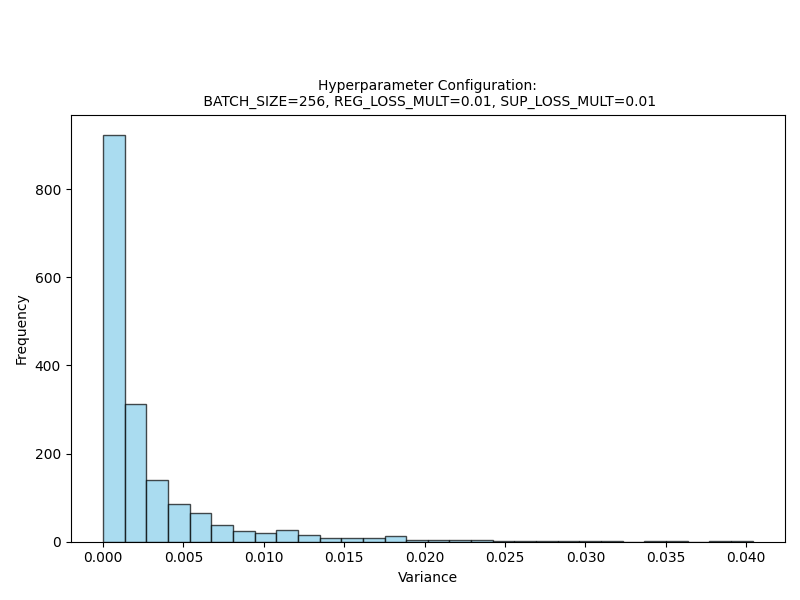 Hyperparameter Configuration:
BATCH_SIZE=256, REG_LOSS_MULT=0.01, SUP_LOSS_MULT=0.01
Frequency
800
600
400
200
0
0.000 0.005 0.010 0.015 0.020 0.025 0.030 0.035 0.040
Variance